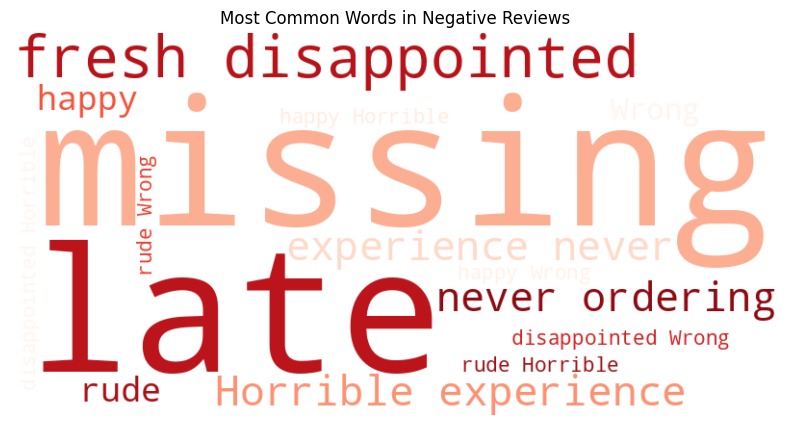 Most Common Words in Negative Reviews
fresh disappointed
happy
happy Horrible
Wrong
missing
disappointed Horrible
rude Wrong
experience never
happy Wrong
late
never ordering
disappointed Wrong
rude Horrible
rude
Horrible experience